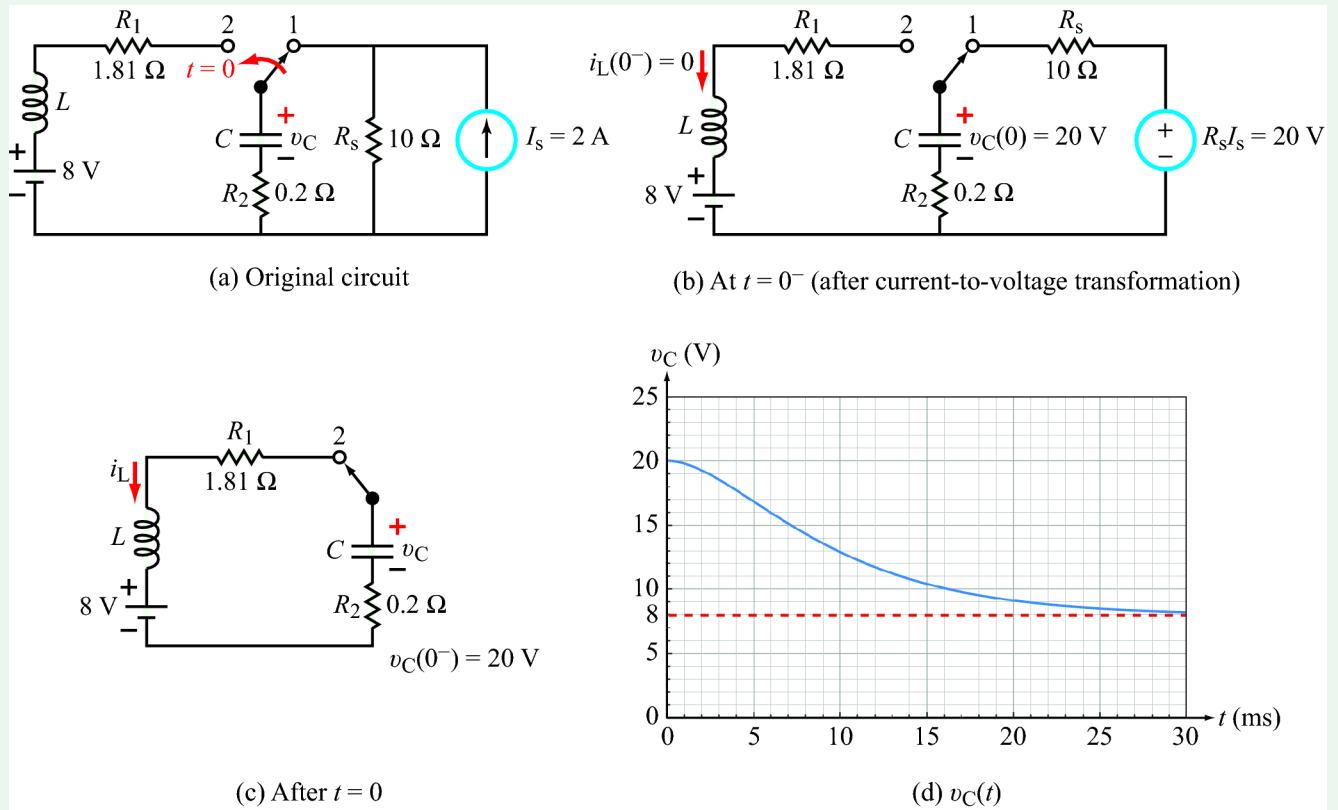 R1
1.81 Ω
2
1
t = 0
L
+
8 V
−
+
C
vC
−
R2
0.2 Ω
Rs
10 Ω
Is = 2 A
(a) Original circuit
iL(0−) = 0
R1
1.81 Ω
2
1
Rs
10 Ω
L
+
8 V
−
+
C
vC(0) = 20 V
−
R2
0.2 Ω
+
−
RsIs = 20 V
(b) At t = 0− (after current-to-voltage transformation)
iL
R1
1.81 Ω
2
L
+
8 V
−
+
C
vC
−
R2
0.2 Ω
vC(0−) = 20 V
(c) After t = 0
vC (V)
25
20
15
10
8
5
0
0 5 10 15 20 25 30
t (ms)
(d) vC(t)